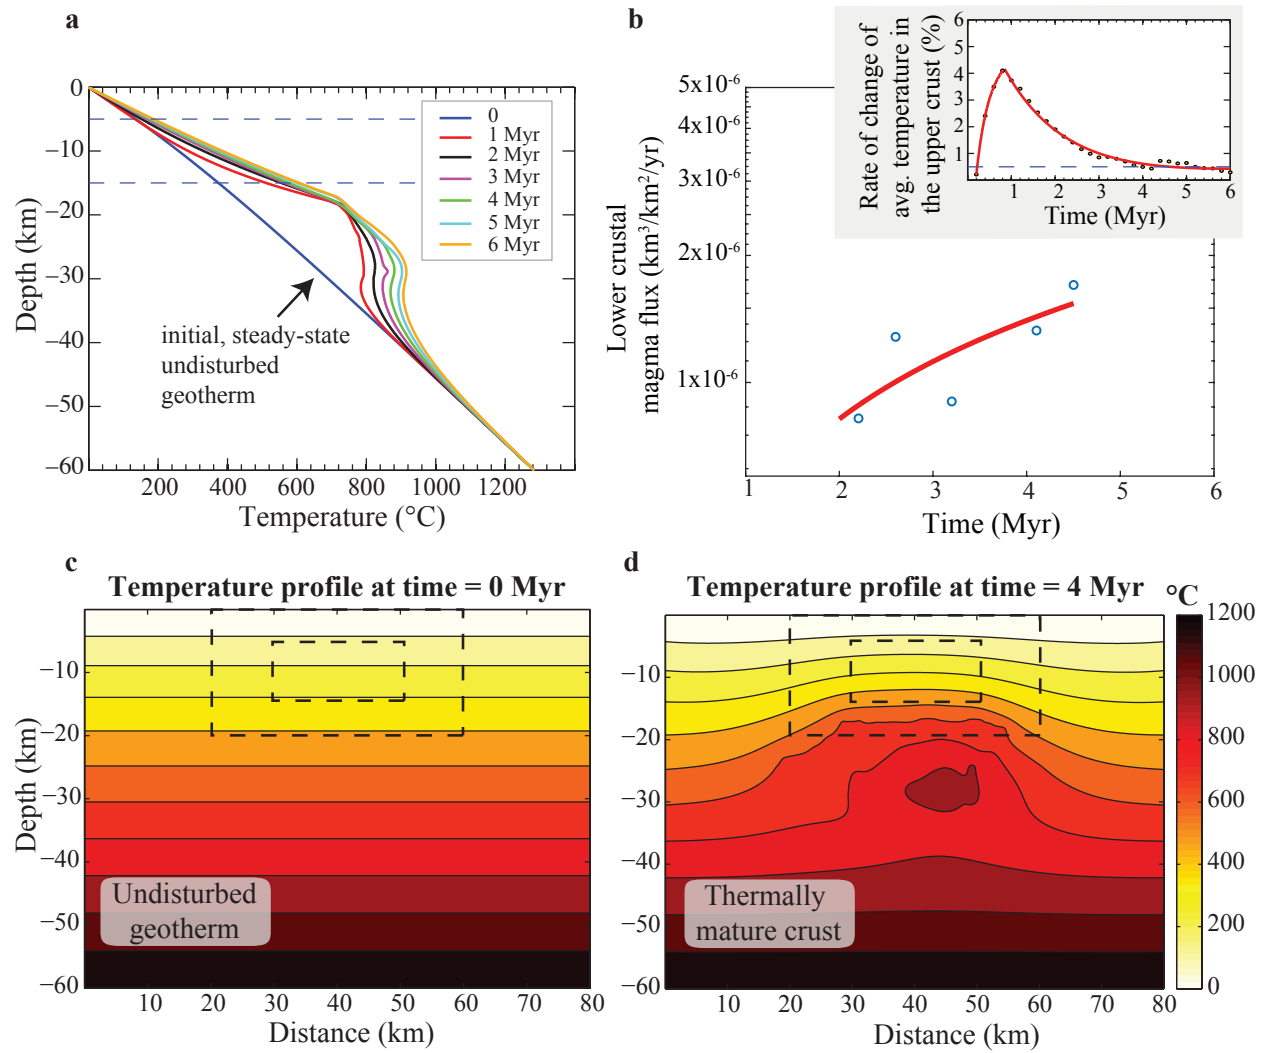 a
0
−10
−20
−30
−40
−50
−60
Depth (km)
200
400
600
800
1000
1200
Temperature (°C)
0
1 Myr
2 Myr
3 Myr
4 Myr
5 Myr
6 Myr
initial, steady-state
undisturbed
geotherm
b
5x10⁻⁶
4x10⁻⁶
3x10⁻⁶
2x10⁻⁶
1x10⁻⁶
Lower crustal
magma flux (km³/km²/yr)
1
2
3
4
5
6
Time (Myr)
Rate of change of
avg. temperature in
the upper crust (%)
6
5
4
3
2
1
1
2
3
4
5
6
Time (Myr)
c
Temperature profile at time = 0 Myr
−10
−20
−30
−40
−50
−60
Depth (km)
Undisturbed
geotherm
10
20
30
40
50
60
70
80
Distance (km)
d
Temperature profile at time = 4 Myr
−10
−20
−30
−40
−50
−60
Thermally
mature crust
10
20
30
40
50
60
70
80
Distance (km)
°C
1200
1000
800
600
400
200
0